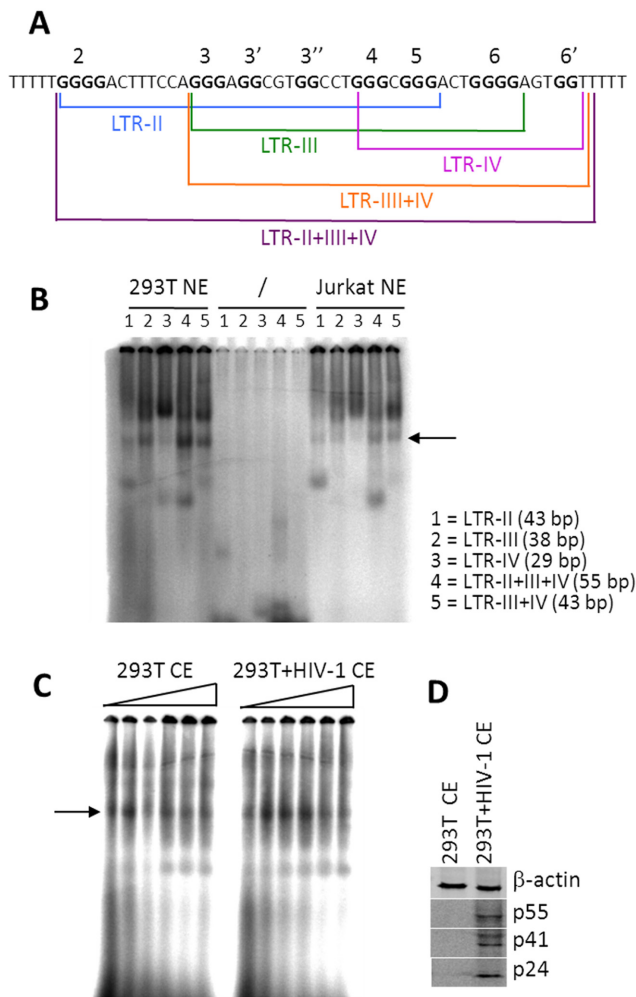 A
2 3 3’ 3’’ 4 5 6 6’
TTTTTGGGGACTTTCCAGGGAGGCGTGGCCTGGGCGGGACTGGGGAGTGGTTTTT
LTR-II
LTR-III
LTR-IV
LTR-IIII+IV
LTR-II+IIII+IV
B
293T NE / Jurkat NE
1 2 3 4 5 1 2 3 4 5 1 2 3 4 5
1 = LTR-II (43 bp)
2 = LTR-III (38 bp)
3 = LTR-IV (29 bp)
4 = LTR-II+III+IV (55 bp)
5 = LTR-III+IV (43 bp)
C
293T CE 293T+HIV-1 CE
D
293T CE
293T+HIV-1 CE
β-actin
p55
p41
p24